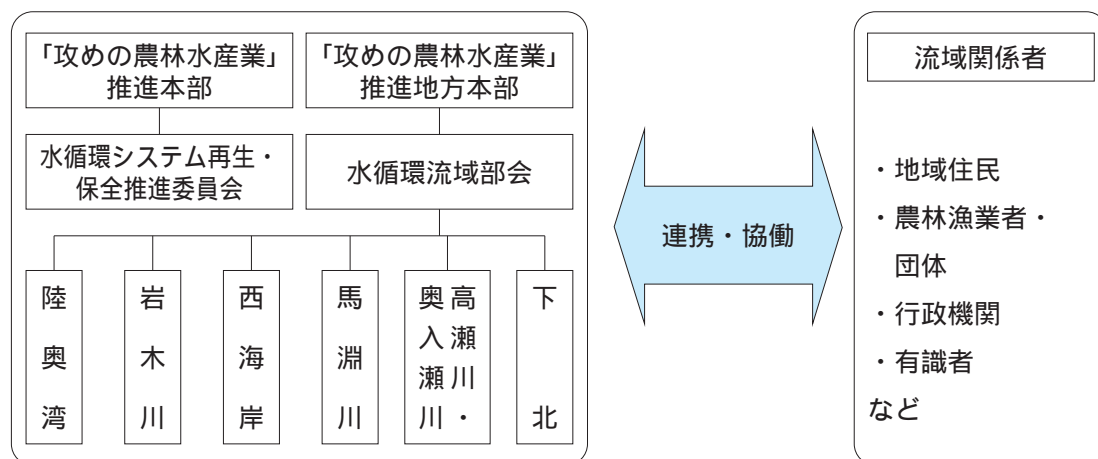 「攻めの農林水産業」
推進本部
「攻めの農林水産業」
推進地方本部
水循環システム再生・
保全推進委員会
水循環流域部会
陸奥湾
岩木川
西海岸
馬淵川
高瀬川・
奥入瀬川
下北
連携・協働
流域関係者
・地域住民
・農林漁業者・
団体
・行政機関
・有識者
など